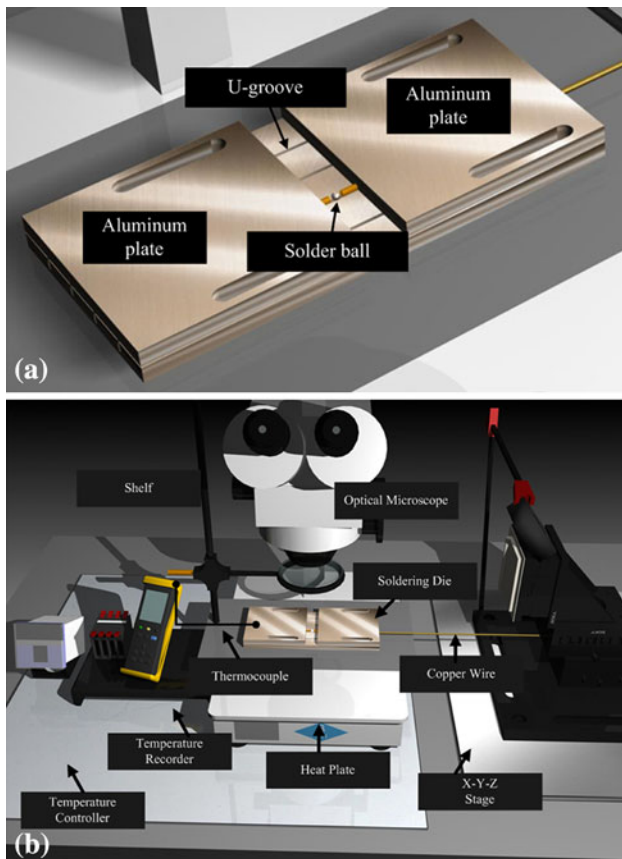 U-groove
Aluminum
plate
Aluminum
plate
Solder ball
(a)
Shelf
Optical Microscope
Soldering Die
Thermocouple
Copper Wire
Temperature
Recorder
Heat Plate
X-Y-Z
Stage
Temperature
Controller
(b)